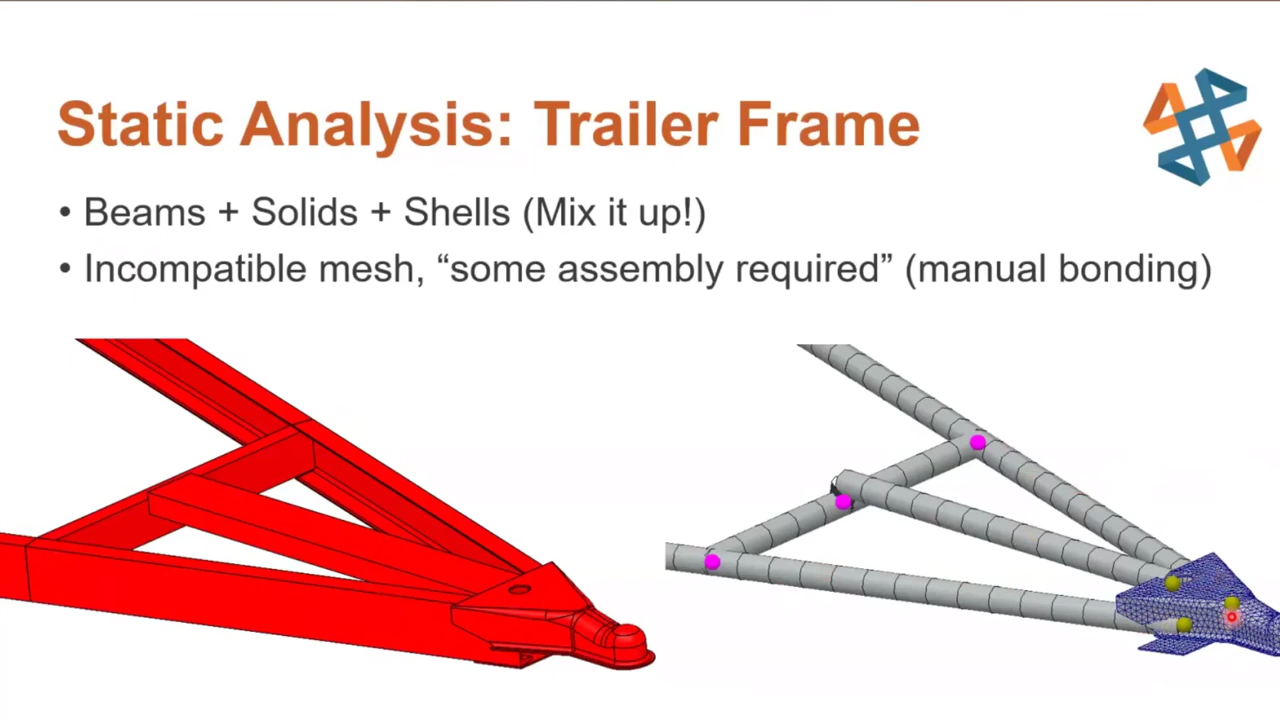 Static Analysis: Trailer Frame
• Beams + Solids + Shells (Mix it up!)
• Incompatible mesh, “some assembly required” (manual bonding)